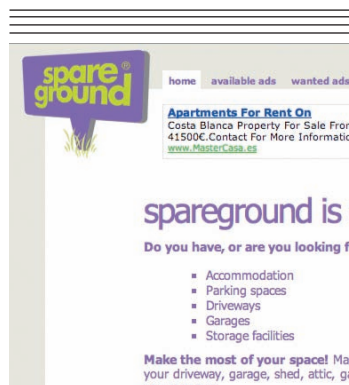 spare®
ground
home available ads wanted ads
Apartments For Rent On
Costa Blanca Property For Sale From
41500€.Contact For More Informatio
www.MasterCasa.es
spareground is
Do you have, or are you looking f
Accommodation
Parking spaces
Driveways
Garages
Storage facilities
Make the most of your space! Ma
your driveway, garage, shed, attic, ga